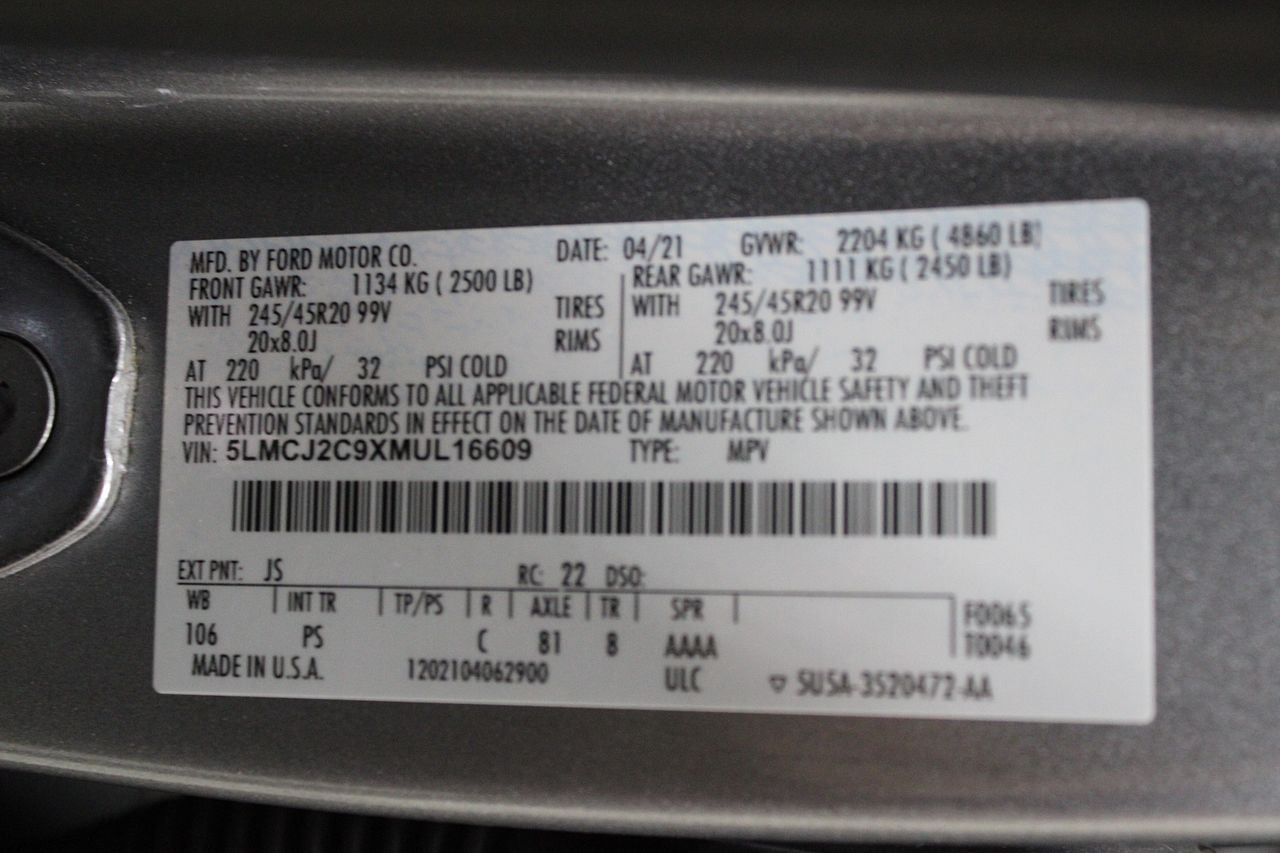 MFD. BY FORD MOTOR CO. DATE: 04/21 GVWR: 2204 KG ( 4860 LB)
FRONT GAWR: 1134 KG ( 2500 LB) REAR GAWR: 1111 KG ( 2450 LB)
WITH 245/45R20 99V TIRES WITH 245/45R20 99V TIRES
20x8.0J RIMS 20x8.0J RIMS
AT 220 kPa/ 32 PSI COLD AT 220 kPa/ 32 PSI COLD
THIS VEHICLE CONFORMS TO ALL APPLICABLE FEDERAL MOTOR VEHICLE SAFETY AND THEFT
PREVENTION STANDARDS IN EFFECT ON THE DATE OF MANUFACTURE SHOWN ABOVE.
VIN: 5LMCJ2C9XMUL16609 TYPE: MPV
EXT PNT: JS RC: 22 DSO:
WB INT TR TP/PS R AXLE TR SPR F0065
106 PS C 81 8 AAAA T0046
MADE IN U.S.A. 1202104062900 ULC ▽ 5U5A-3520472-AA